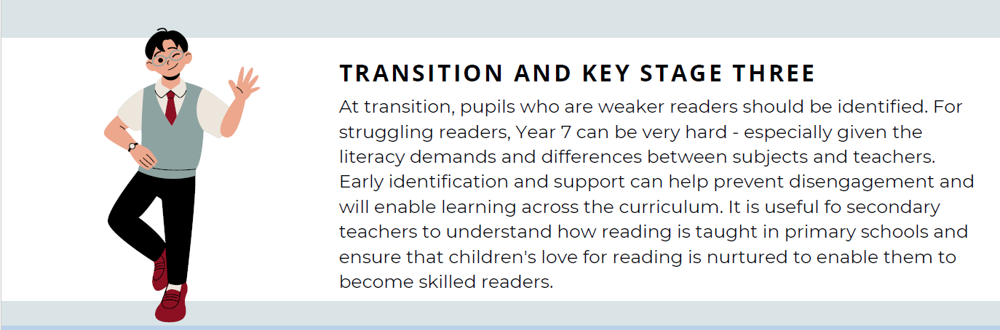 TRANSITION AND KEY STAGE THREE
At transition, pupils who are weaker readers should be identified. For
struggling readers, Year 7 can be very hard - especially given the
literacy demands and differences between subjects and teachers.
Early identification and support can help prevent disengagement and
will enable learning across the curriculum. It is useful fo secondary
teachers to understand how reading is taught in primary schools and
ensure that children's love for reading is nurtured to enable them to
become skilled readers.